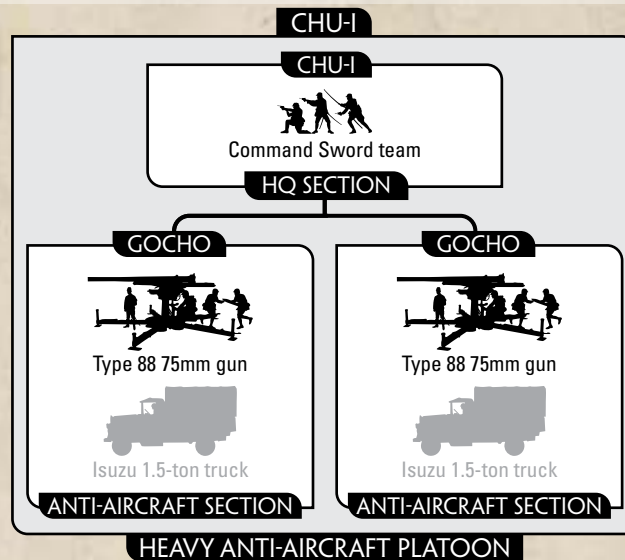 CHU-I
CHU-I
Command Sword team
HQ SECTION
GOCHO
Type 88 75mm gun
Isuzu 1.5-ton truck
ANTI-AIRCRAFT SECTION
GOCHO
Type 88 75mm gun
Isuzu 1.5-ton truck
ANTI-AIRCRAFT SECTION
HEAVY ANTI-AIRCRAFT PLATOON